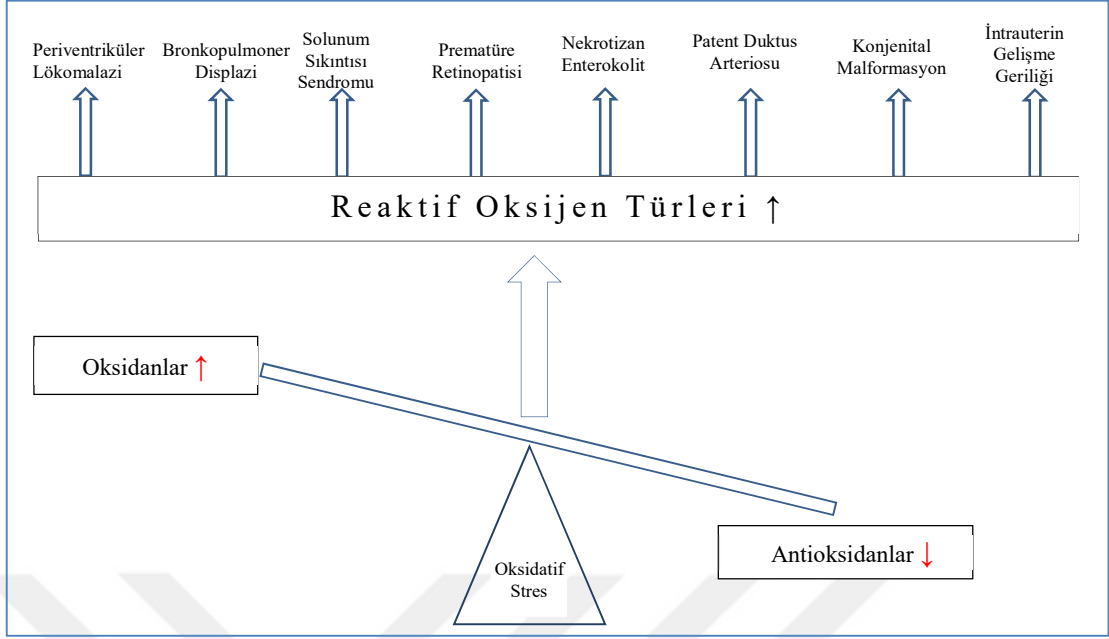 Periventriküler
Lökomalazi
Bronkopulmoner
Displazi
Solunum
Sıkıntısı
Sendromu
Prematüre
Retinopatisi
Nekrotizan
Enterokolit
Patent Duktus
Arteriosu
Konjenital
Malformasyon
İntrauterin
Gelişme
Geriliği
Reaktif Oksijen Türleri ↑
Oksidanlar ↑
Antioksidanlar ↓
Oksidatif
Stres